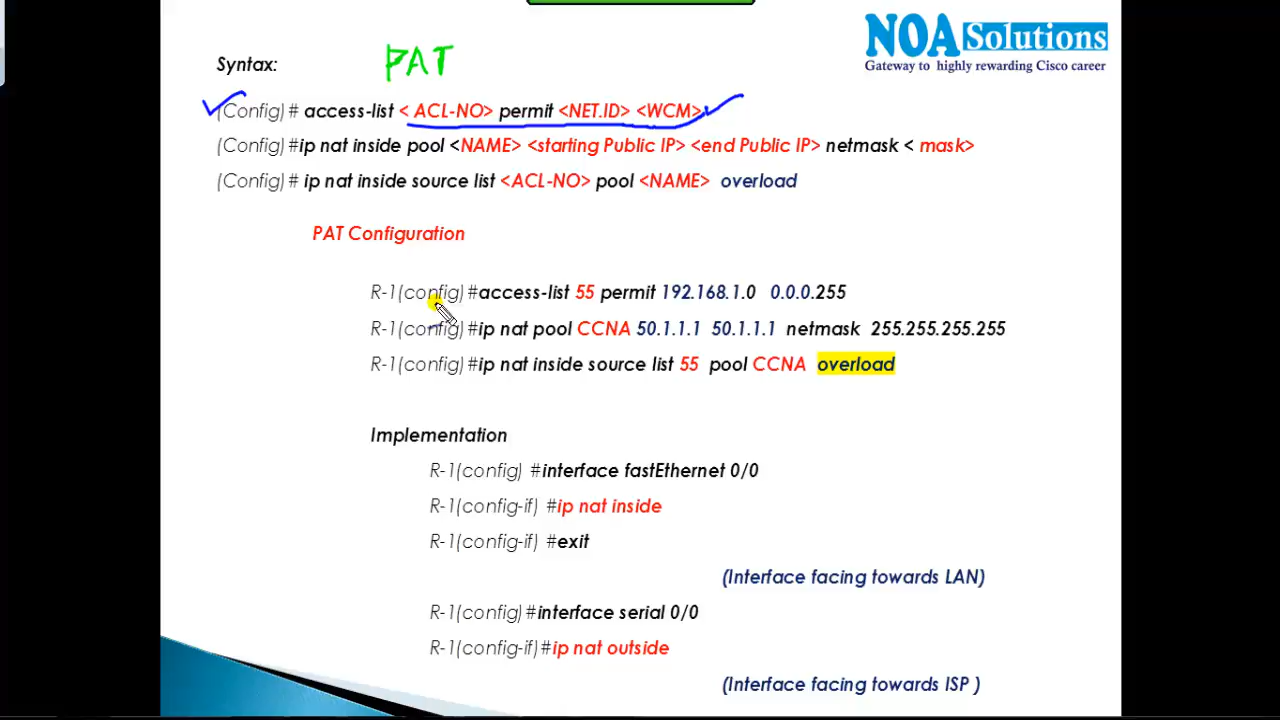 NOA Solutions
Gateway to highly rewarding Cisco career
PAT
Syntax:
(Config)# access-list < ACL-NO> permit <NET.ID> <WCM>
(Config)#ip nat inside pool <NAME> <starting Public IP> <end Public IP> netmask < mask>
(Config)# ip nat inside source list <ACL-NO> pool <NAME> overload
PAT Configuration
R-1(config) #access-list 55 permit 192.168.1.0 0.0.0.255
R-1(config) #ip nat pool CCNA 50.1.1.1 50.1.1.1 netmask 255.255.255.255
R-1(config) #ip nat inside source list 55 pool CCNA overload
Implementation
R-1(config) #interface fastEthernet 0/0
R-1(config-if) #ip nat inside
R-1(config-if) #exit
(Interface facing towards LAN)
R-1(config) #interface serial 0/0
R-1(config-if)#ip nat outside
(Interface facing towards ISP )